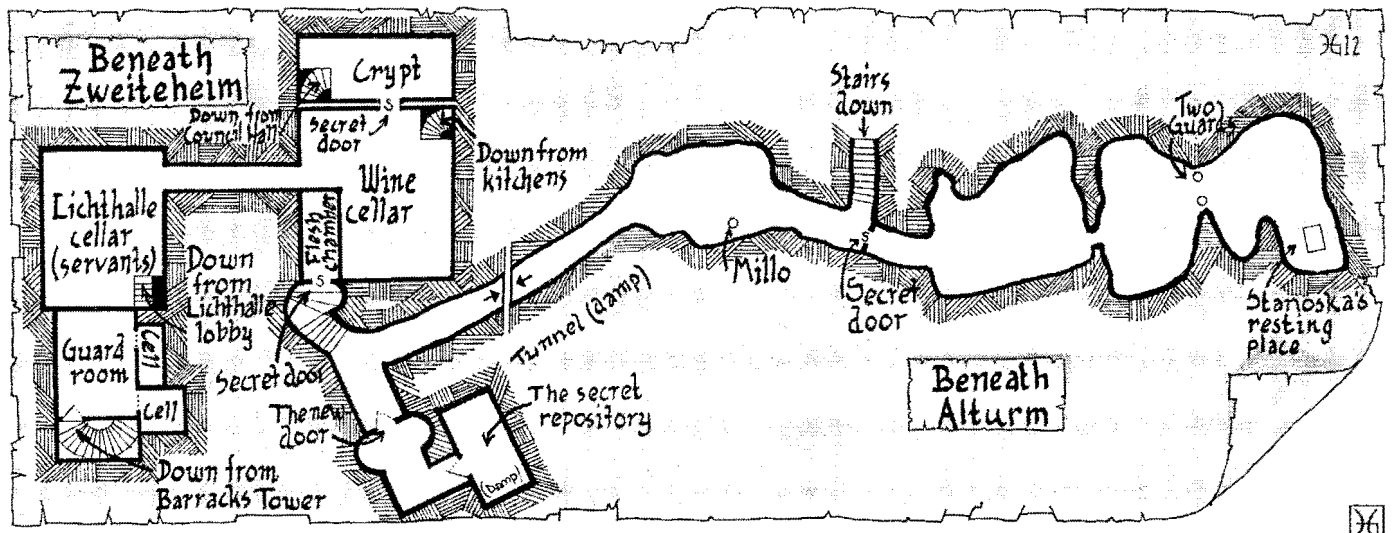 Beneath
Zweiteheim
Crypt
S
Down from
Council Hall
Secret
door
Down from
kitchens
Wine
cellar
Flesh
chamber
Lichthalle
cellar
(servants)
Down
from
Lichthalle
lobby
S
Secret door
Guard
room
Cell
Cell
Down from
Barracks Tower
The new
door
The secret
repository
(Damp)
Tunnel (damp)
Millo
Stairs
down
S
Secret
door
Two
Guards
Stanoska's
resting
place
Beneath
Alturm